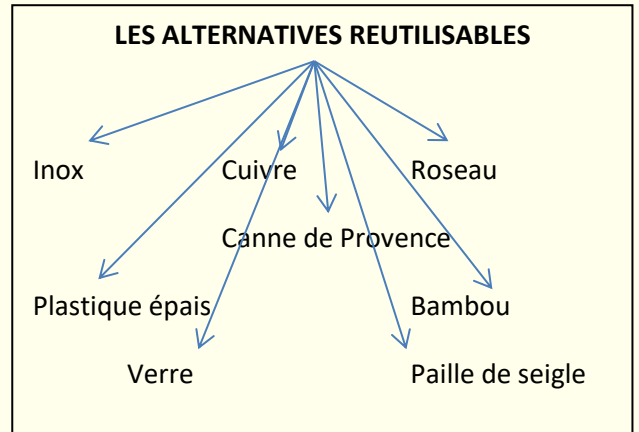 LES ALTERNATIVES REUTILISABLES
Inox Cuivre Roseau
Canne de Provence
Plastique épais Bambou
Verre Paille de seigle